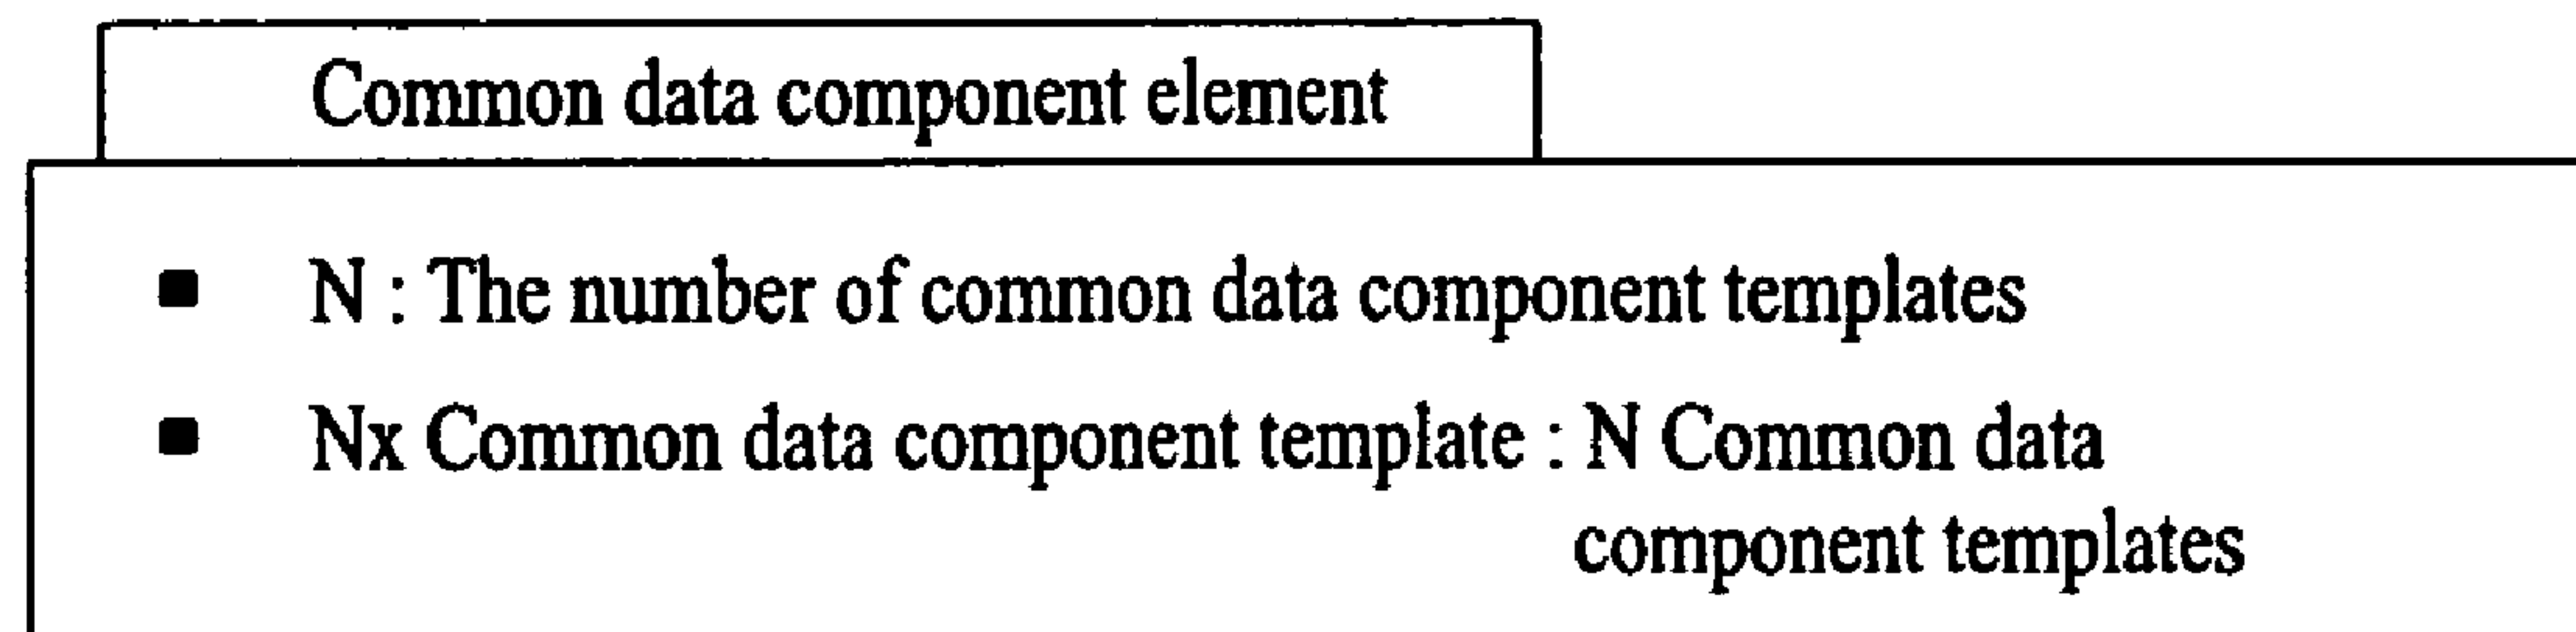 Common data component element
■ N : The number of common data component templates
■ Nx Common data component template : N Common data
component templates